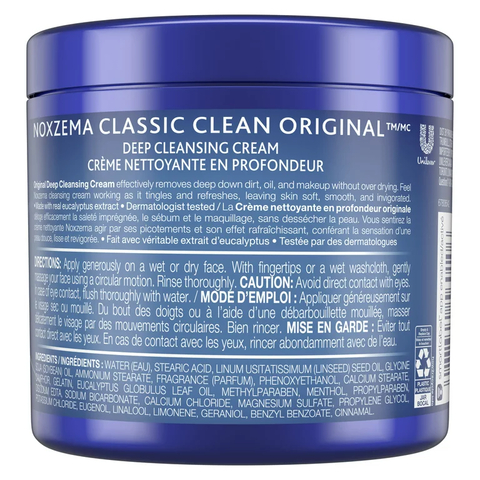 NOXZEMA CLASSIC CLEAN ORIGINAL™/MC
DEEP CLEANSING CREAM
CRÈME NETTOYANTE EN PROFONDEUR
Unilever
Original Deep Cleansing Cream effectively removes deep down dirt, oil, and makeup without over drying. Feel
Noxzema cleansing cream working as it tingles and refreshes, leaving skin soft, smooth, and invigorated.
• Made with real eucalyptus extract • Dermatologist tested / La Crème nettoyante en profondeur originale
efficacement la saleté imprégnée, le sébum et le maquillage, sans dessécher la peau. Vous sentirez la
crème nettoyante Noxzema agir par ses picotements et son effet rafraîchissant, conférant la sensation d'une
peau douce, lisse et revigorée. • Fait avec véritable extrait d'eucalyptus • Testée par des dermatologues
DIRECTIONS: Apply generously on a wet or dry face. With fingertips or a wet washcloth, gently
massage your face using a circular motion. Rinse thoroughly. CAUTION: Avoid direct contact with eyes.
In case of eye contact, flush thoroughly with water. / MODE D'EMPLOI : Appliquer généreusement sur
le visage sec ou mouillé. Du bout des doigts ou à l'aide d'une débarbouillette mouillée, masser
délicatement le visage par des mouvements circulaires. Bien rincer. MISE EN GARDE : Éviter tout
contact direct avec les yeux. En cas de contact avec les yeux, rincer abondamment avec de l'eau.
INGREDIENTS / INGRÉDIENTS: WATER (EAU), STEARIC ACID, LINUM USITATISSIMUM (LINSEED) SEED OIL, GLYCINE
SOJA (SOYBEAN) OIL, AMMONIUM STEARATE, FRAGRANCE (PARFUM), PHENOXYETHANOL, CALCIUM STEARATE,
CAMPHOR, GELATIN, EUCALYPTUS GLOBULUS LEAF OIL, METHYLPARABEN, MENTHOL, PROPYLPARABEN,
DISODIUM EDTA, SODIUM BICARBONATE, CALCIUM CHLORIDE, MAGNESIUM SULFATE, PROPYLENE GLYCOL,
POTASSIUM CHLORIDE, EUGENOL, LINALOOL, LIMONENE, GERANIOL, BENZYL BENZOATE, CINNAMAL.
PLASTIC
JAR
BOCAL